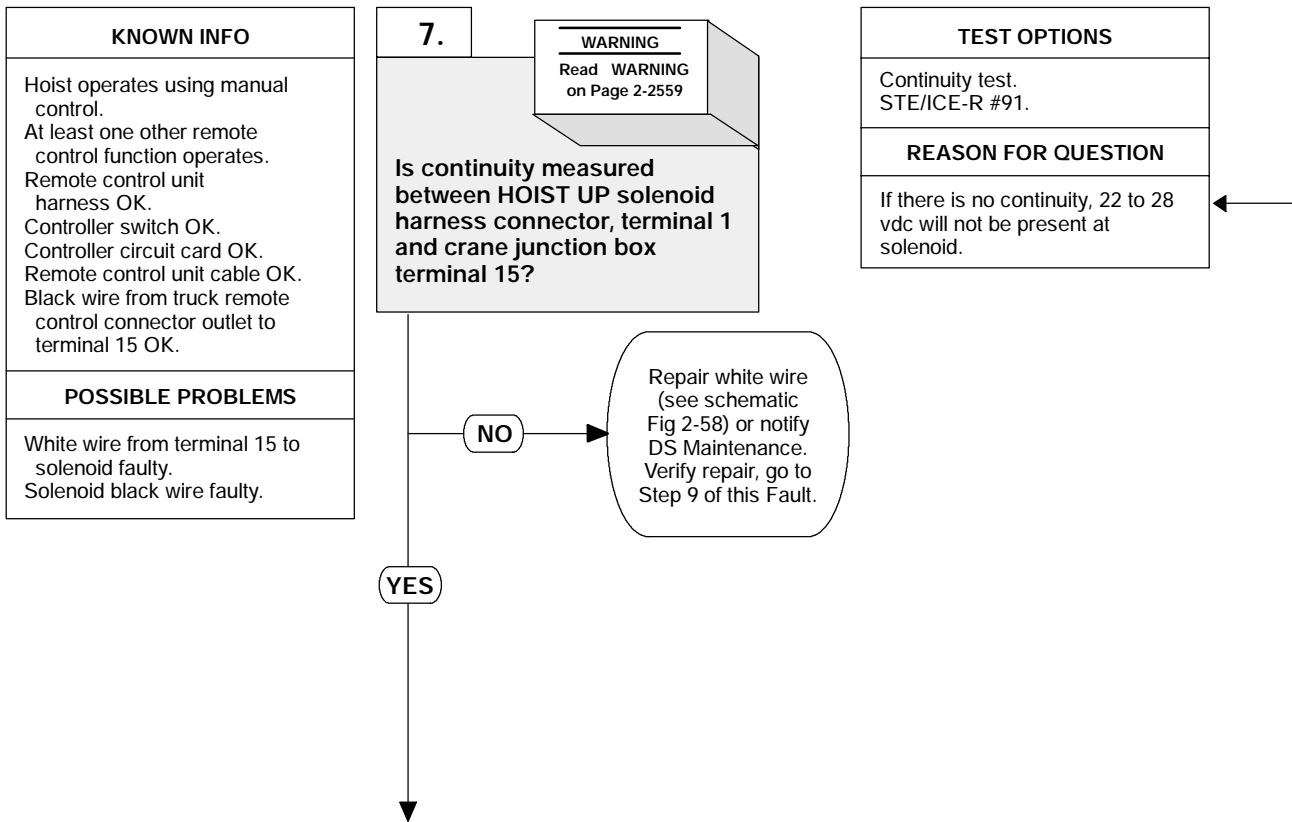 KNOWN INFO
Hoist operates using manual
control.
At least one other remote
control function operates.
Remote control unit
harness OK.
Controller switch OK.
Controller circuit card OK.
Remote control unit cable OK.
Black wire from truck remote
control connector outlet to
terminal 15 OK.
POSSIBLE PROBLEMS
White wire from terminal 15 to
solenoid faulty.
Solenoid black wire faulty.
7.
WARNING
Read WARNING
on Page 2-2559
Is continuity measured
between HOIST UP solenoid
harness connector, terminal 1
and crane junction box
terminal 15?
TEST OPTIONS
Continuity test.
STE/ICE-R #91.
REASON FOR QUESTION
If there is no continuity, 22 to 28
vdc will not be present at
solenoid.
NO
Repair white wire
(see schematic
Fig 2-58) or notify
DS Maintenance.
Verify repair, go to
Step 9 of this Fault.
YES